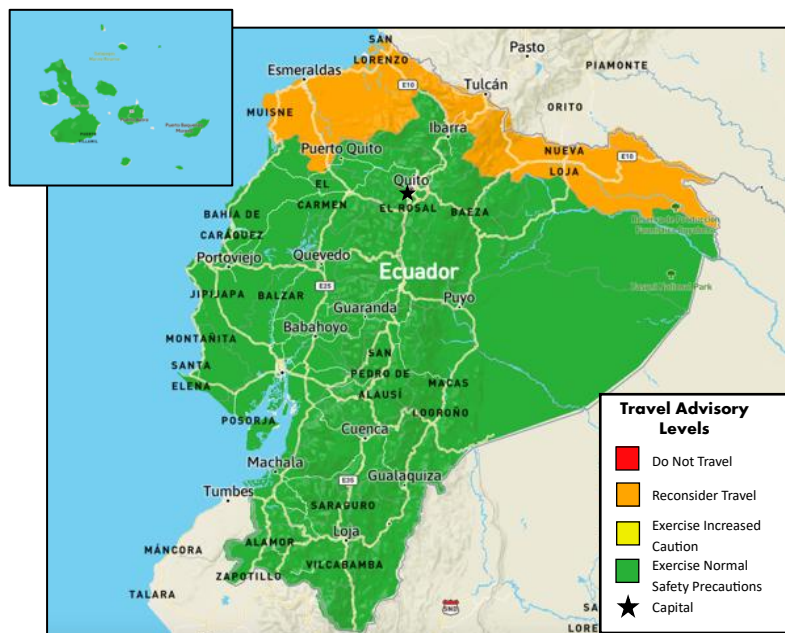 SAN
LORENZO
Pasto
PIAMONTE
Esmeraldas
E10
Tulcán
ORITO
MUISNE
Ibarra
Puerto Quito
NUEVA
LOJA
E10
EL
CARMEN
Quito
EL ROSAL
BAEZA
BAHÍA DE
CARÁQUEZ
Portoviejo
Quevedo
Ecuador
JIPIJAPA
BALZAR
E25
Guaranda
Puyo
Babahoyo
MONTAÑITA
SAN
PEDRO DE
ALAUSÍ
MACAS
SANTA
ELENA
LOGROÑO
POSORJA
Cuenca
Machala
Gualaquiza
Tumbes
E35
SARAGURO
Loja
ALAMOR
MÁNCORA
ZAPOTILLO
VILCABAMBA
TALARA
Travel Advisory
Levels
Do Not Travel
Reconsider Travel
Exercise Increased
Caution
Exercise Normal
Safety Precautions
Capital